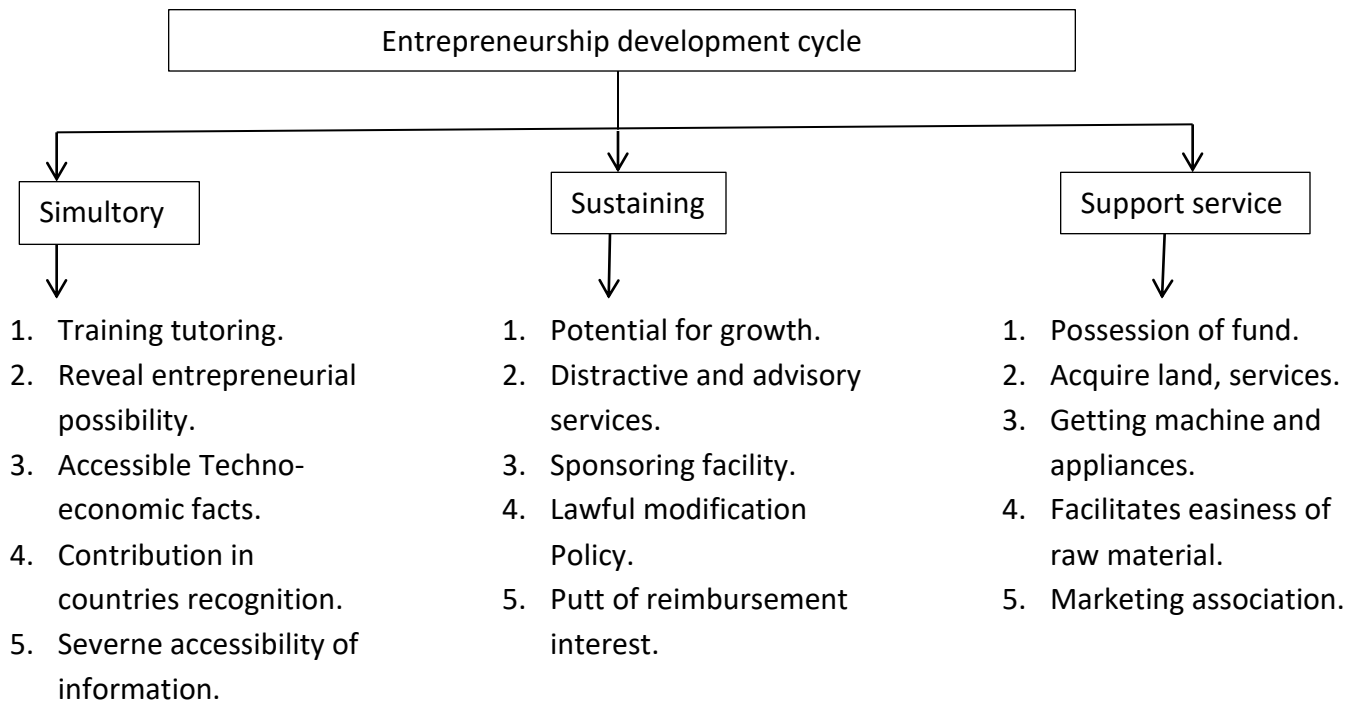 Entrepreneurship development cycle
Simultory
Sustaining
Support service
1. Training tutoring.
2. Reveal entrepreneurial
possibility.
3. Accessible Techno-
economic facts.
4. Contribution in
countries recognition.
5. Severne accessibility of
information.
1. Potential for growth.
2. Distractive and advisory
services.
3. Sponsoring facility.
4. Lawful modification
Policy.
5. Putt of reimbursement
interest.
1. Possession of fund.
2. Acquire land, services.
3. Getting machine and
appliances.
4. Facilitates easiness of
raw material.
5. Marketing association.